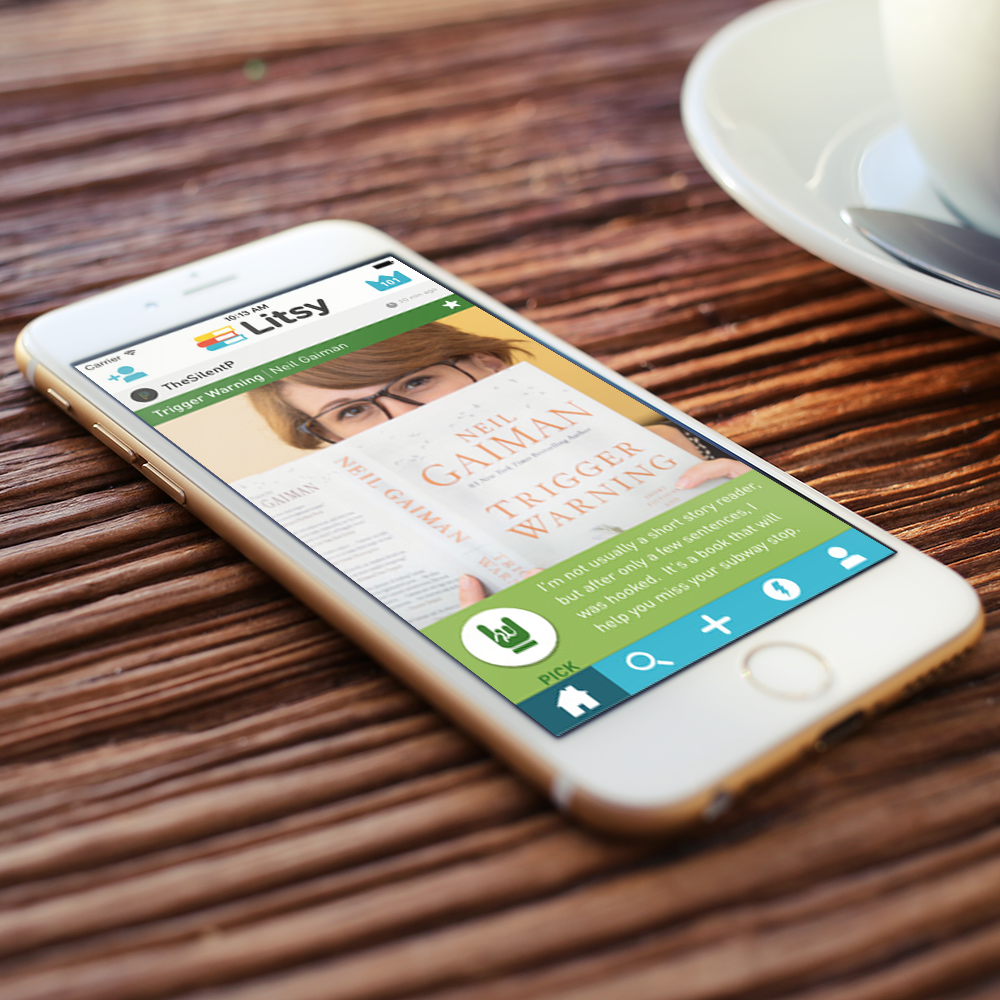 Carrier
10:13 AM
Litsy
101
TheSilentP
30 min ago
Trigger Warning | Neil Gaiman
NEIL
GAIMAN
#1 New York Times Bestselling Author
TRIGGER
WARNING
NEIL GAIMAN
GAIMAN
I'm not usually a short story reader,
but after only a few sentences, I
was hooked. It's a book that will
help you miss your subway stop.
PICK